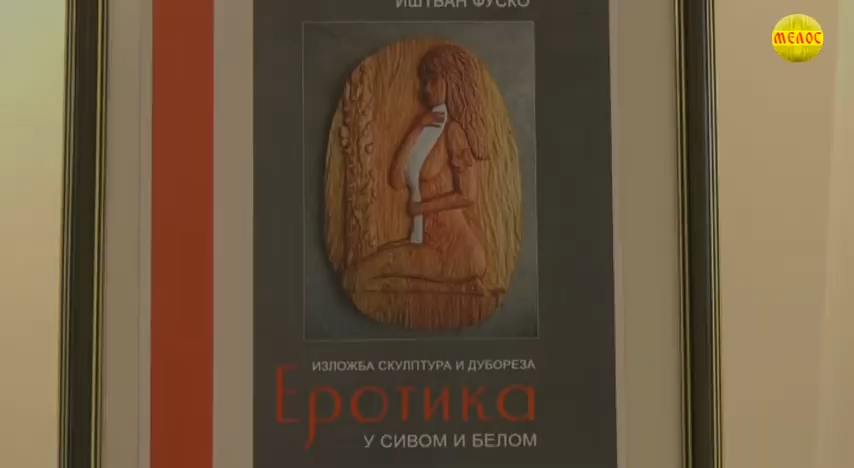 ИШТВАН ФУСКО
МЕЛОС
ИЗЛОЖБА СКУЛПТУРА И ДУБОРЕЗА
Еротика
У СИВОМ И БЕЛОМ